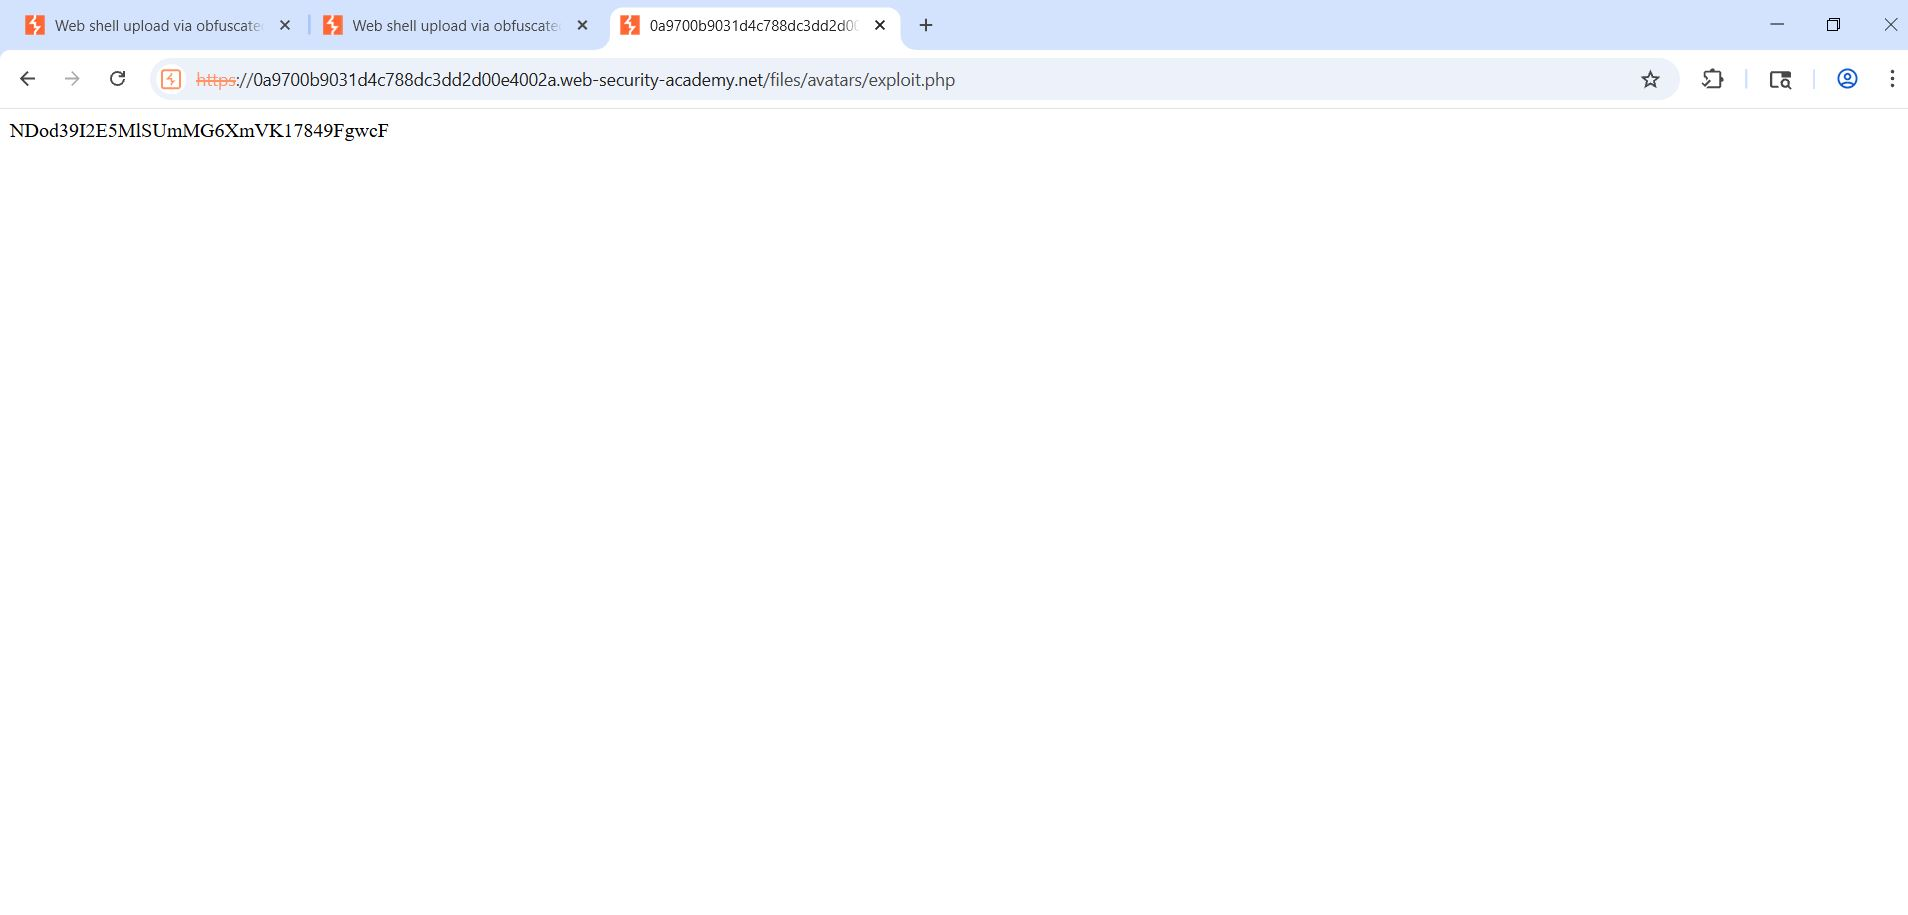 Web shell upload via obfuscate
Web shell upload via obfuscate
0a9700b9031d4c788dc3dd2d00
https://0a9700b9031d4c788dc3dd2d00e4002a.web-security-academy.net/files/avatars/exploit.php
NDod39I2E5MlSUmMG6XmVK17849FgwcF